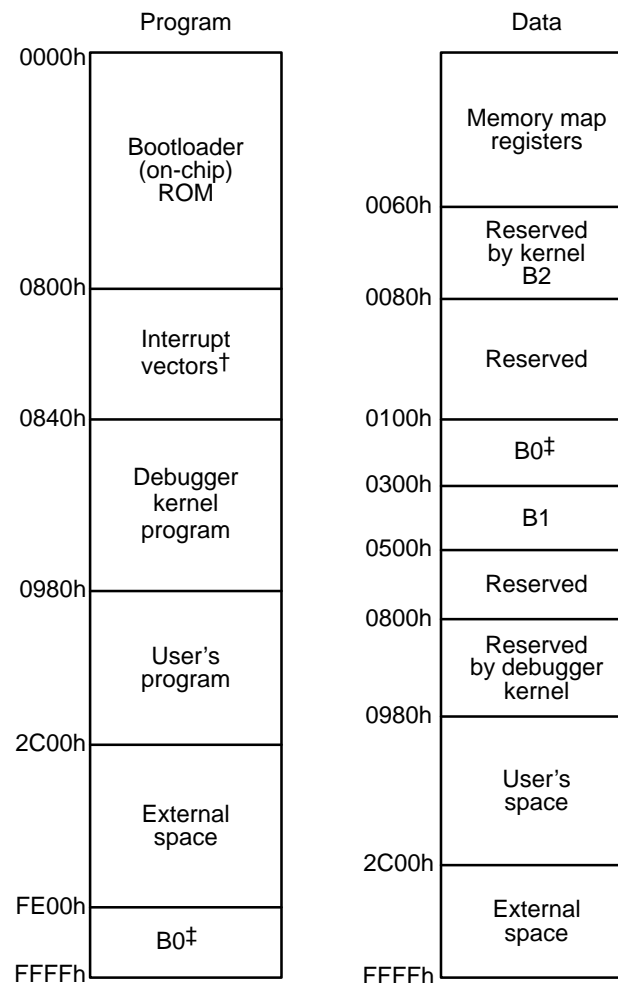 Program
0000h
Bootloader
(on-chip)
ROM
0800h
Interrupt
vectors†
0840h
Debugger
kernel
program
0980h
User's
program
2C00h
External
space
FE00h
B0‡
FFFFh
Data
Memory map
registers
0060h
Reserved
by kernel
B2
0080h
Reserved
0100h
B0‡
0300h
B1
0500h
Reserved
0800h
Reserved
by debugger
kernel
0980h
User's
space
2C00h
External
space
FFFFh